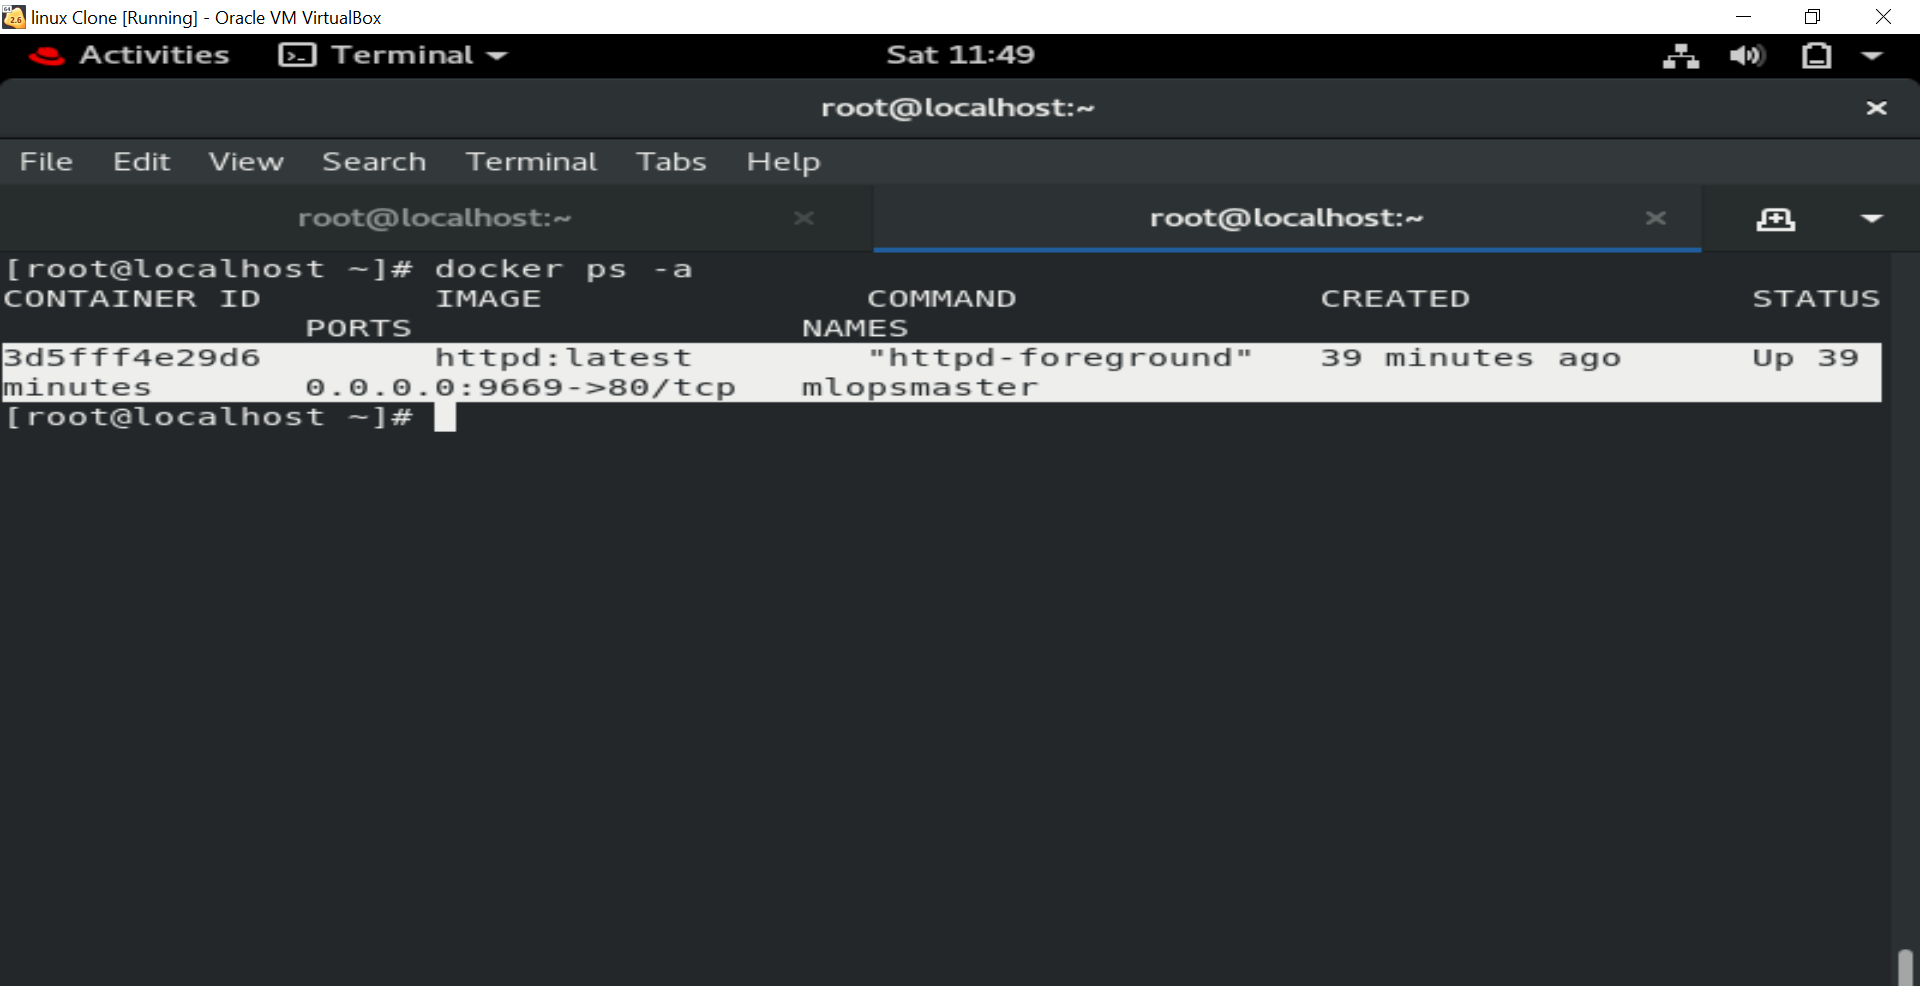 linux Clone [Running] - Oracle VM VirtualBox
Activities Terminal Sat 11:49
root@localhost:~
File Edit View Search Terminal Tabs Help
root@localhost:~ root@localhost:~
[root@localhost ~]# docker ps -a
CONTAINER ID IMAGE COMMAND CREATED STATUS
PORTS NAMES
3d5fff4e29d6 httpd:latest "httpd-foreground" 39 minutes ago Up 39
minutes 0.0.0.0:9669->80/tcp mlopsmaster
[root@localhost ~]#